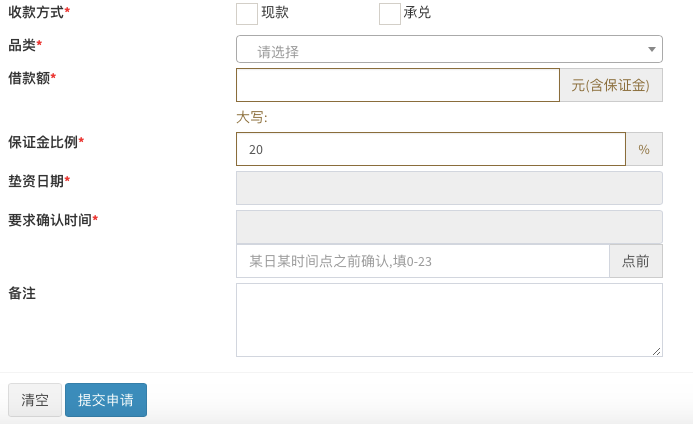 收款方式* 现款 承兑
品类* 请选择
借款额* 元(含保证金)
大写:
保证金比例* 20 %
垫资日期*
要求确认时间*
某日某时间点之前确认,填0-23 点前
备注
清空 提交申请